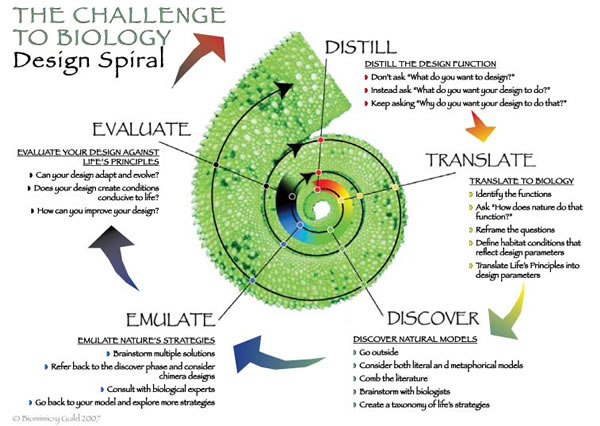 THE CHALLENGE
TO BIOLOGY
Design Spiral
DISTILL
DISTILL THE DESIGN FUNCTION
Don't ask "What do you want to design?"
Instead ask "What do you want your design to do?"
Keep asking "Why do you want your design to do that?"
TRANSLATE
TRANSLATE TO BIOLOGY
Identify the functions
Ask "How does nature do that
function?"
Reframe the questions
Define habitat conditions that
reflect design parameters
Translate Life's Principles into
design parameters
DISCOVER
DISCOVER NATURAL MODELS
Go outside
Consider both literal an d metaphorical models
Comb the literature
Brainstorm with biologists
Create a taxonomy of life's strategies
EMULATE
EMULATE NATURE'S STRATEGIES
Brainstorm multiple solutions
Refer back to the discover phase and consider
chimera designs
Consult with biological experts
Go back to your model and explore more strategies
EVALUATE
EVALUATE YOUR DESIGN AGAINST
LIFE'S PRINCIPLES
Can your design adapt and evolve?
Does your design create conditions
conducive to life?
How can you improve your design?
© Biomimicry Guild 2007